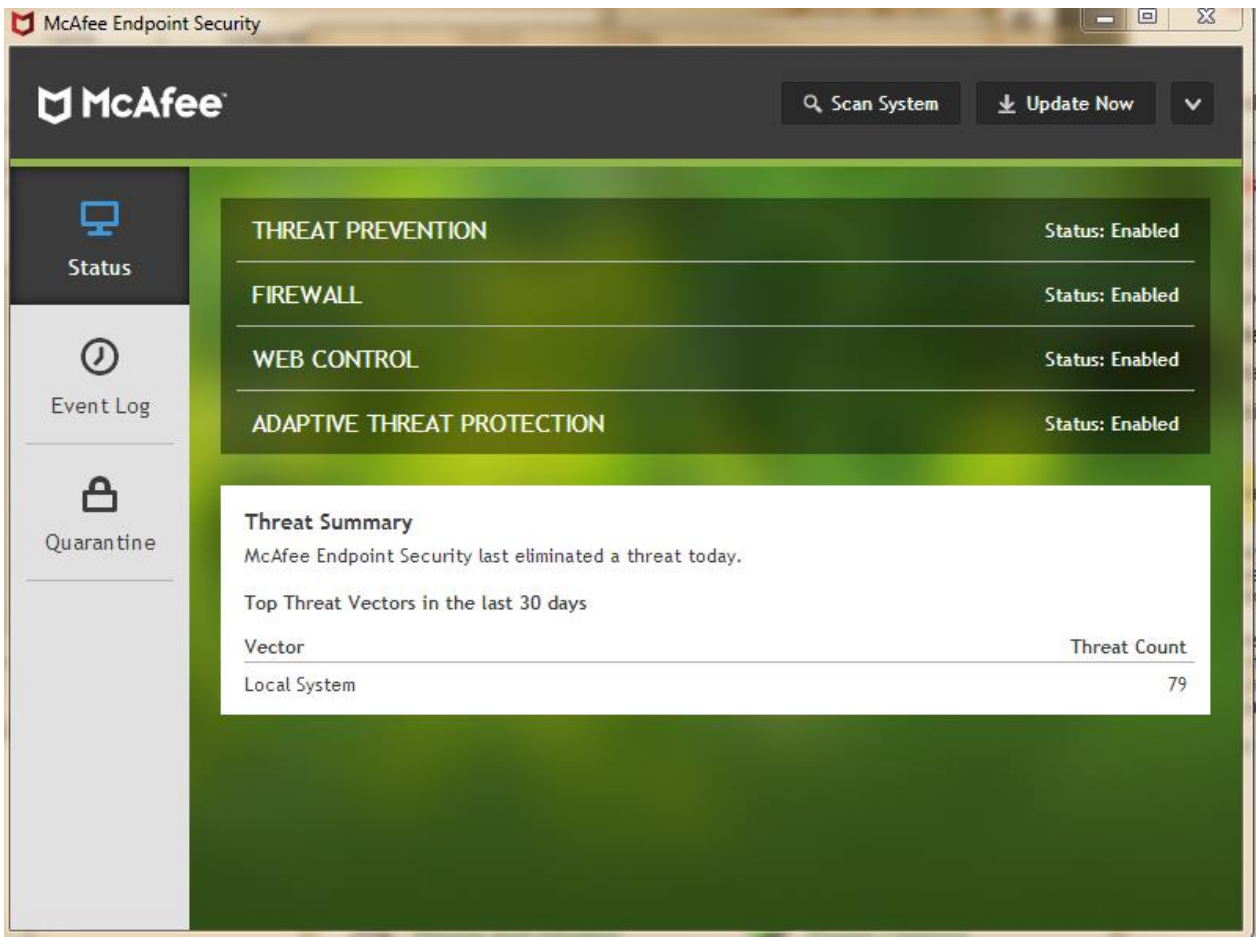 McAfee Endpoint Security
McAfee™
Scan System
Update Now
Status
Event Log
Quarantine
THREAT PREVENTION Status: Enabled
FIREWALL Status: Enabled
WEB CONTROL Status: Enabled
ADAPTIVE THREAT PROTECTION Status: Enabled
Threat Summary
McAfee Endpoint Security last eliminated a threat today.
Top Threat Vectors in the last 30 days
Vector Threat Count
Local System 79